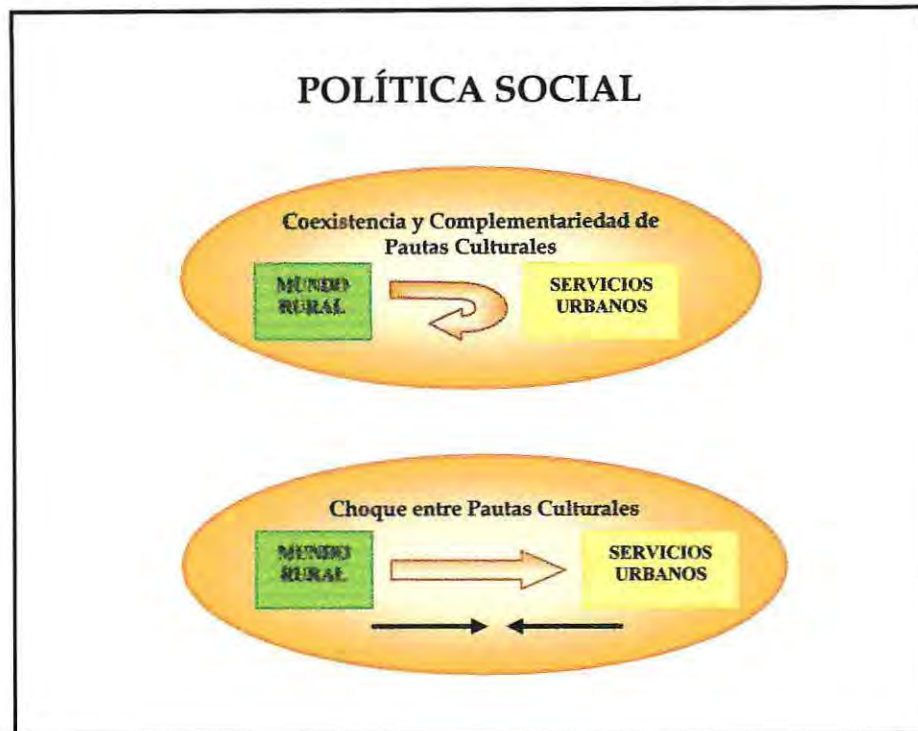 POLÍTICA SOCIAL
Coexistencia y Complementariedad de
Pautas Culturales
MUNDO
RURAL
SERVICIOS
URBANOS
Choque entre Pautas Culturales
MUNDO
RURAL
SERVICIOS
URBANOS